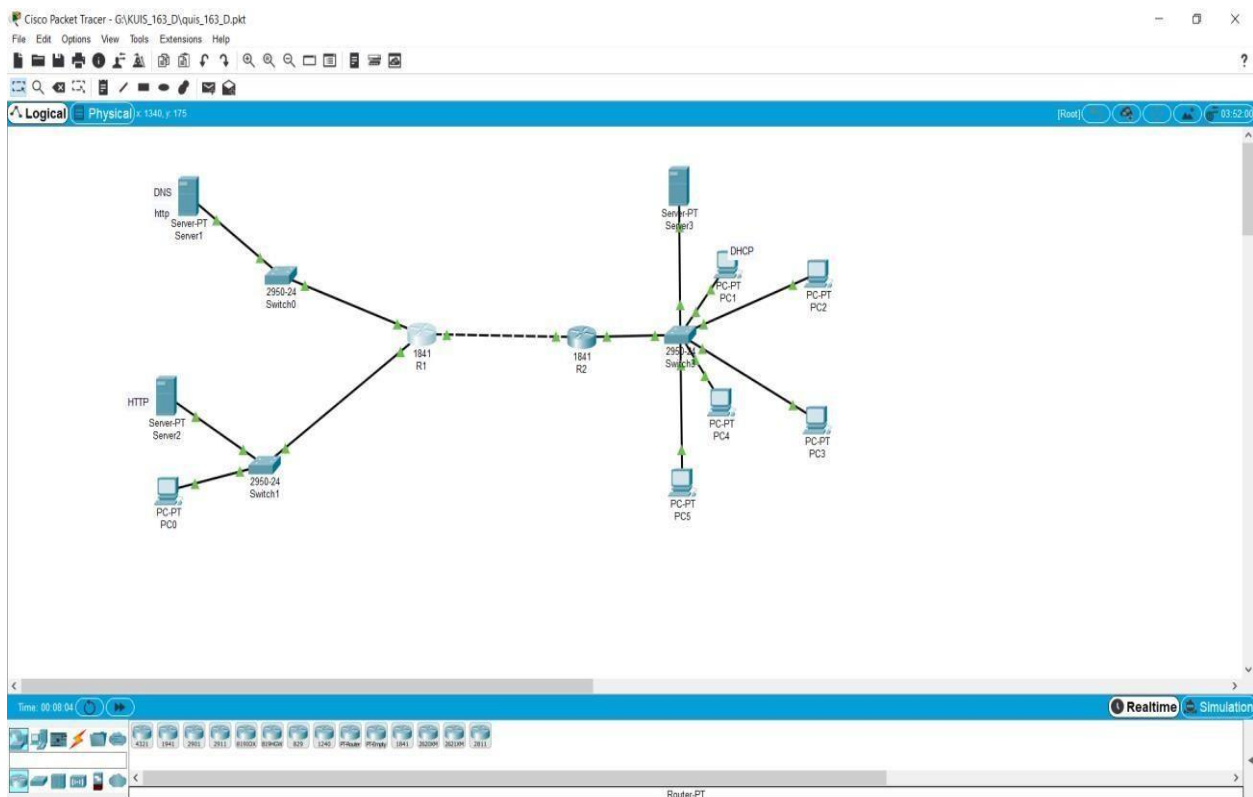 Cisco Packet Tracer - G:\KUIS_163_D\quis_163_D.pkt
File Edit Options View Tools Extensions Help
?
Logical Physical x: 1340, y: 175
[Root] 03:52:00
DNS
http
Server-PT
Server1
2950-24
Switch0
HTTP
Server-PT
Server2
2950-24
Switch1
PC-PT
PC0
1841
R1
1841
R2
Server-PT
Server3
DHCP
PC-PT
PC1
PC-PT
PC2
2950-24
PC-PT
PC4
PC-PT
PC3
PC-PT
PC5
Time: 00:08:04
Realtime Simulation
4321 1941 2901 2911 819HGW 829 1240 PT-Router PT-Empty 1841 2620XM 2621XM 2811
Router-PT